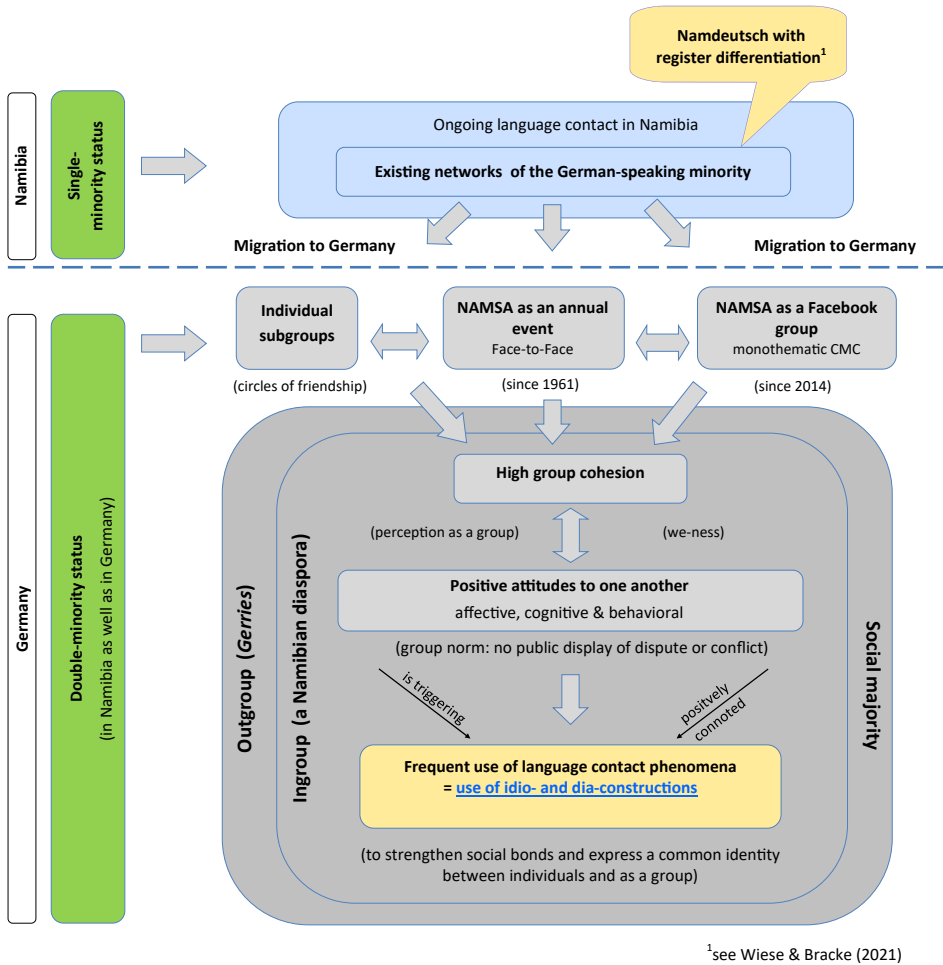 Namdeutsch with
register differentiation¹
Namibia
Single-
minority status
Ongoing language contact in Namibia
Existing networks of the German-speaking minority
Migration to Germany
Migration to Germany
Germany
Double-minority status
(in Namibia as well as in Germany)
Individual
subgroups
(circles of friendship)
NAMSA as an annual
event
Face-to-Face
(since 1961)
NAMSA as a Facebook
group
monothematic CMC
(since 2014)
Outgroup (Gerries)
Ingroup (a Namibian diaspora)
Social majority
High group cohesion
(perception as a group)
(we-ness)
Positive attitudes to one another
affective, cognitive & behavioral
(group norm: no public display of dispute or conflict)
is triggering
positvely
connoted
Frequent use of language contact phenomena
= use of idio- and dia-constructions
(to strengthen social bonds and express a common identity
between individuals and as a group)
¹see Wiese & Bracke (2021)